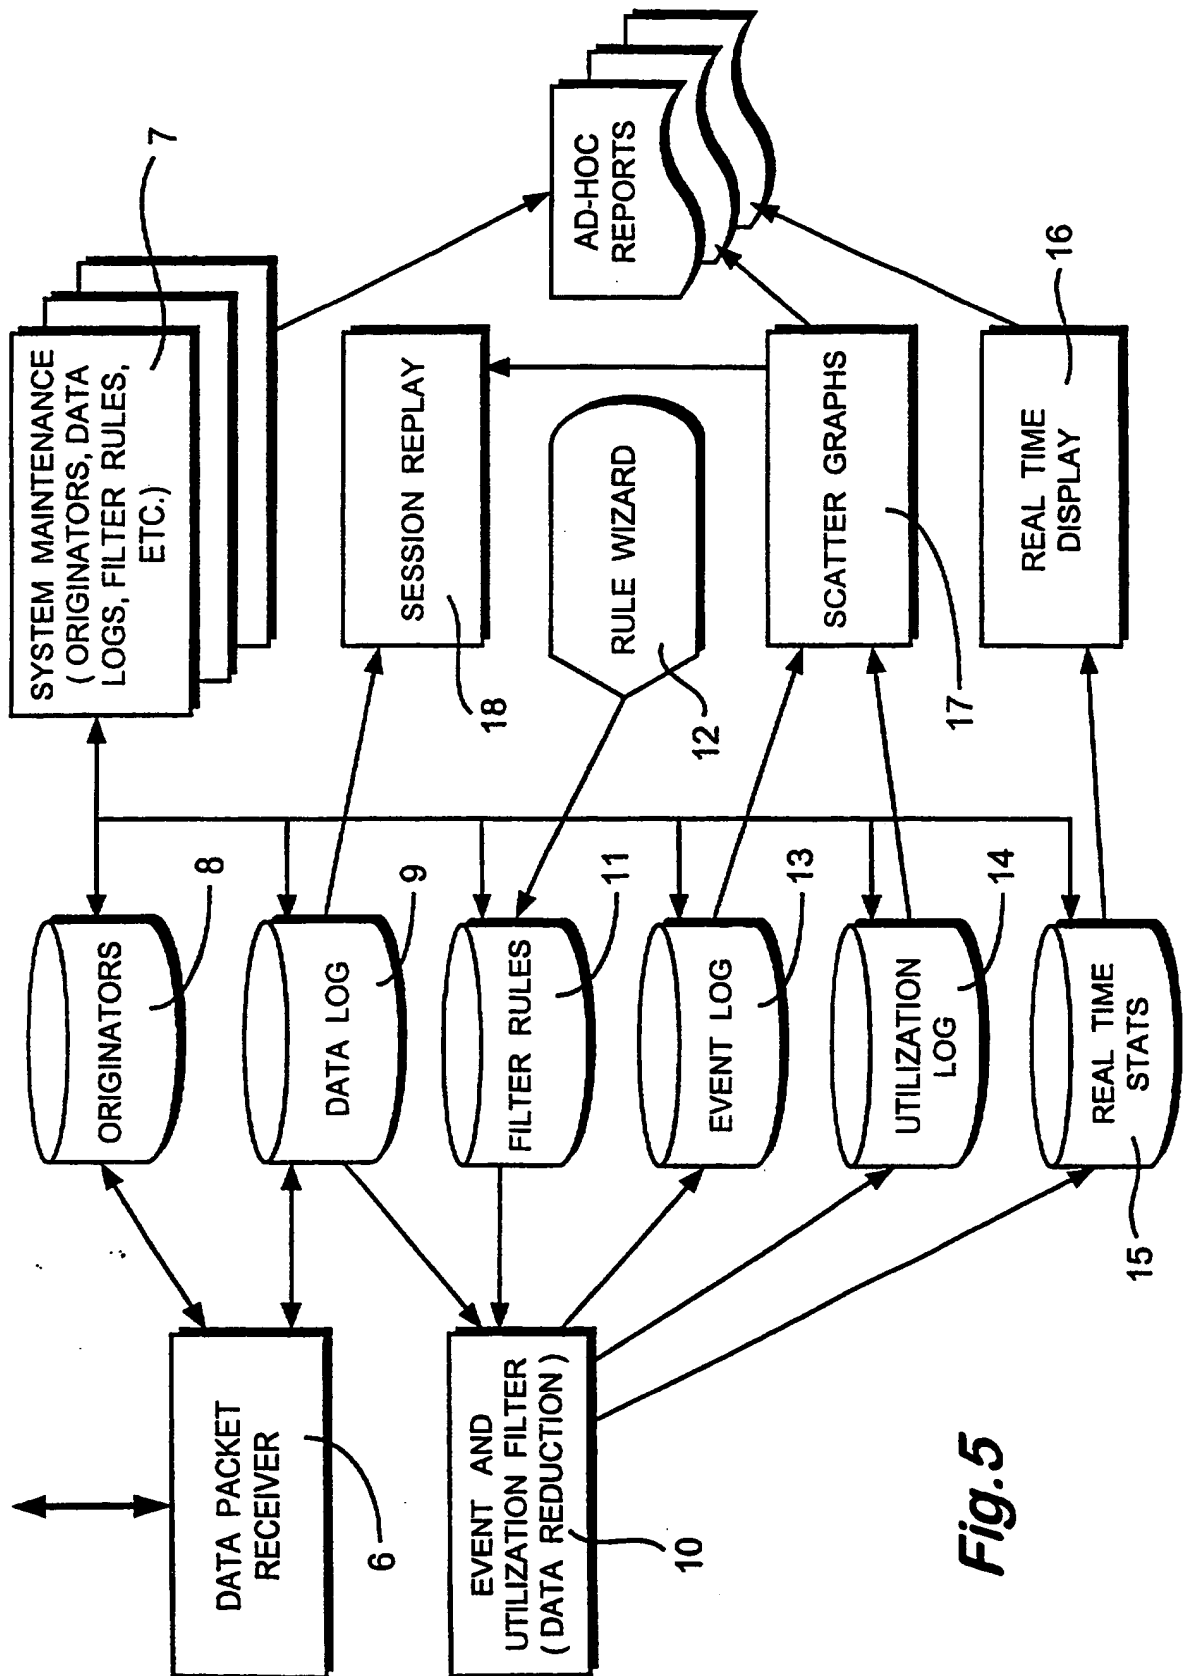 DATA PACKET
RECEIVER
6
EVENT AND
UTILIZATION FILTER
( DATA REDUCTION )
10
ORIGINATORS
8
DATA LOG
9
FILTER RULES
11
EVENT LOG
13
UTILIZATION
LOG
14
REAL TIME
STATS
15
SYSTEM MAINTENANCE
( ORIGINATORS, DATA
LOGS, FILTER RULES,
ETC.)
7
SESSION REPLAY
18
RULE WIZARD
12
SCATTER GRAPHS
17
REAL TIME
DISPLAY
16
AD-HOC
REPORTS
Fig.5